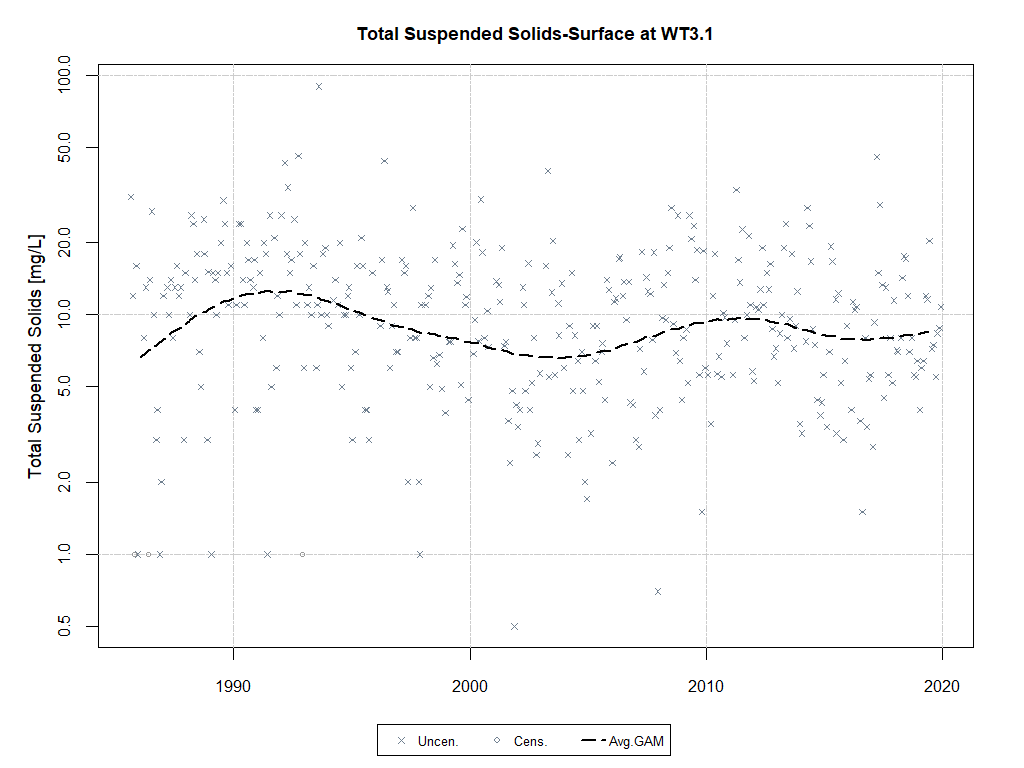 Total Suspended Solids-Surface at WT3.1
Total Suspended Solids [mg/L]
100.0
50.0
20.0
10.0
5.0
2.0
1.0
0.5
1990 2000 2010 2020
Uncen. Cens. Avg.GAM